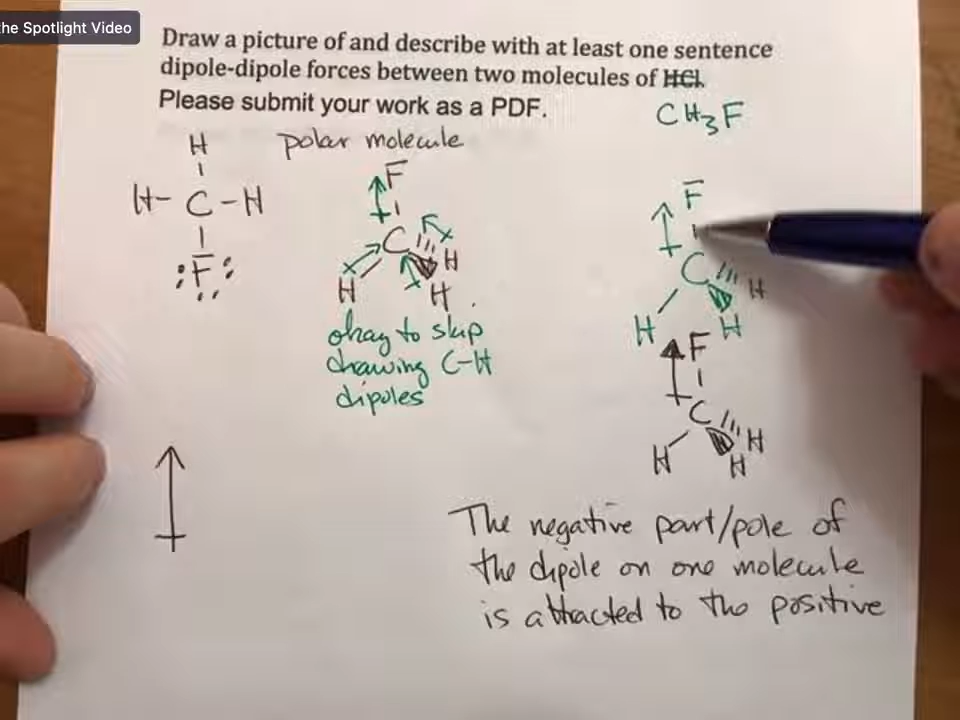 the Spotlight Video
Draw a picture of and describe with at least one sentence
dipole-dipole forces between two molecules of HCl.
Please submit your work as a PDF.
CH3F
polar molecule
H
H-C-H
:F:
F
C
H
H
H
okay to skip
drawing C-H
dipoles
F
C
H
H
H
F
C
H
H
H
The negative part/pole of
the dipole on one molecule
is attracted to the positive